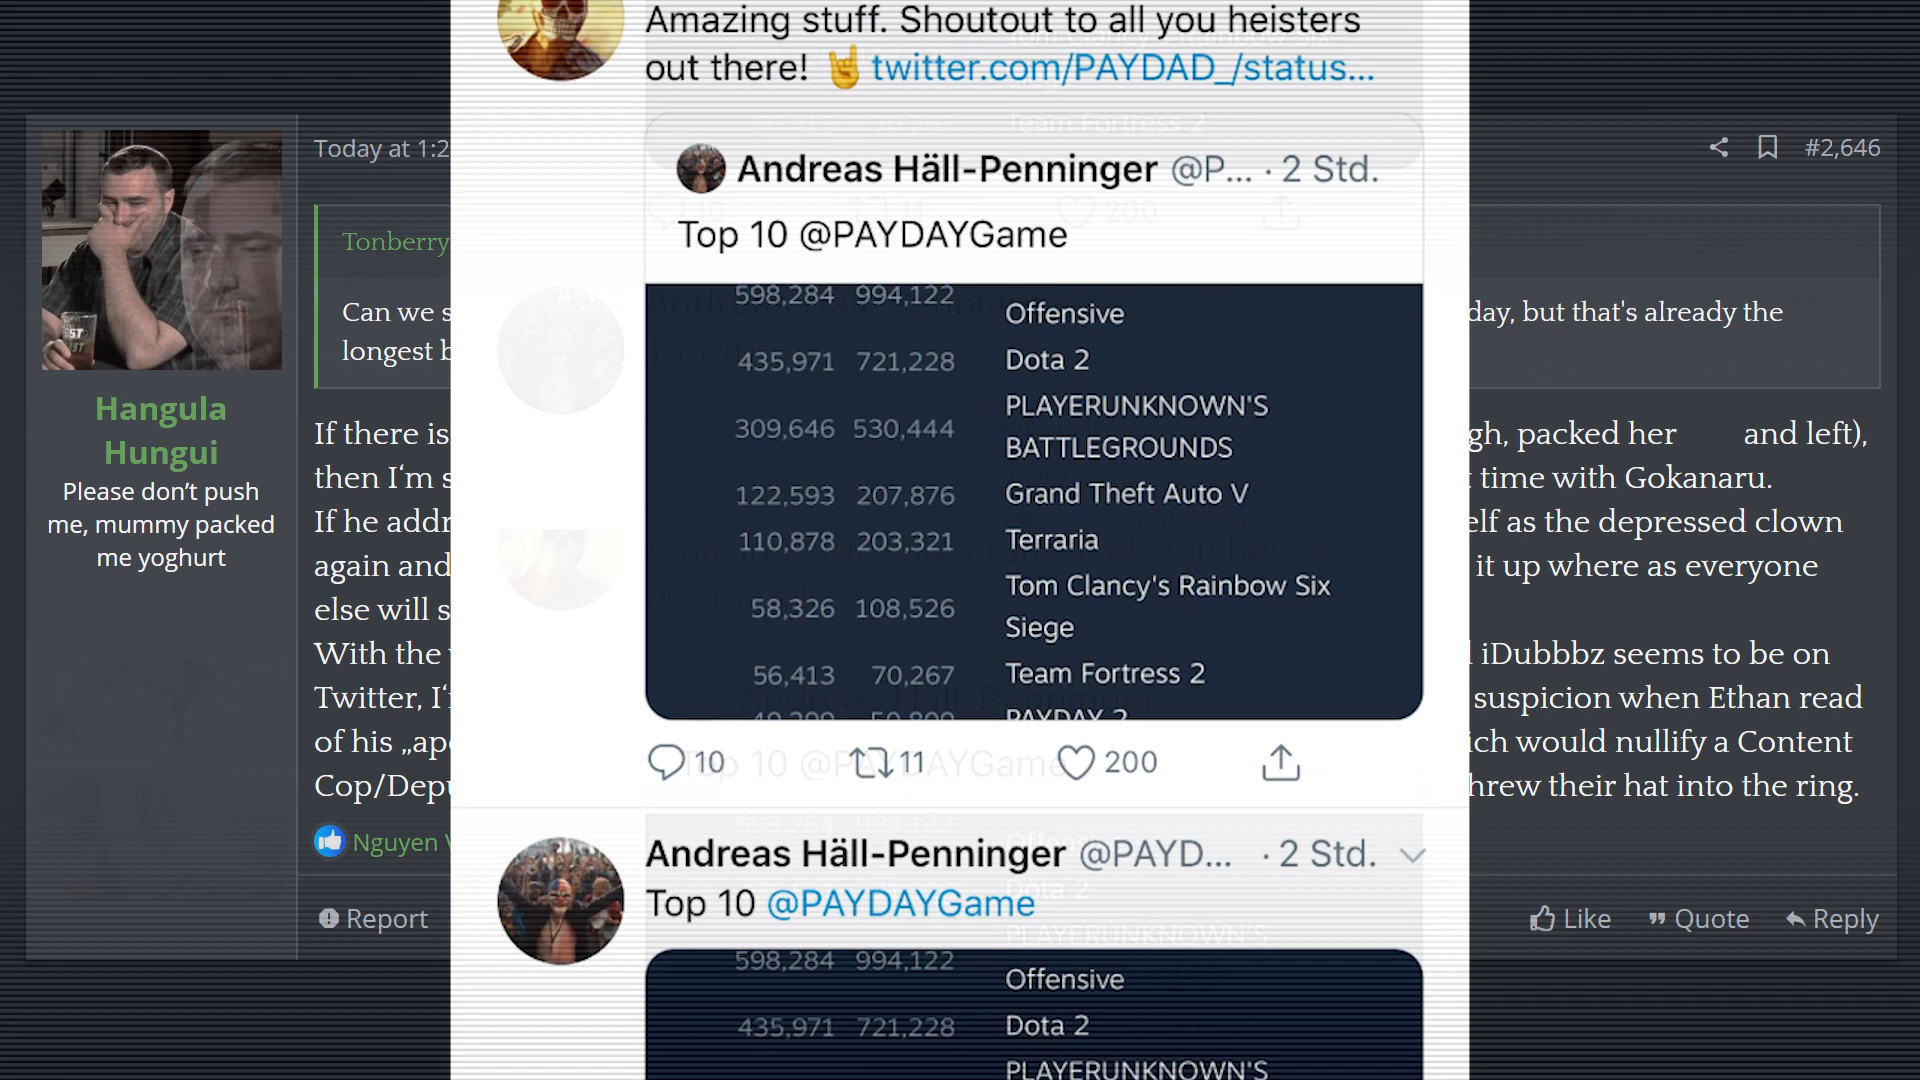 Amazing stuff. Shoutout to all you heisters
out there! 🤘 twitter.com/PAYDAD_/status...
Andreas Häll-Penninger @P... · 2 Std.
Top 10 @PAYDAYGame
598,284 994,122 Offensive
435,971 721,228 Dota 2
309,646 530,444 PLAYERUNKNOWN'S
BATTLEGROUNDS
122,593 207,876 Grand Theft Auto V
110,878 203,321 Terraria
58,326 108,526 Tom Clancy's Rainbow Six
Siege
56,413 70,267 Team Fortress 2
PAYDAY 2
10 11 200
Andreas Häll-Penninger @PAYD... · 2 Std.
Top 10 @PAYDAYGame
598,284 994,122 Offensive
435,971 721,228 Dota 2
PLAYERUNKNOWN'S
Hangula
Hungui
Please don't push
me, mummy packed
me yoghurt
Today at 1:2
#2,646
Tonberry
Can we s
day, but that's already the
longest b
If there is
gh, packed her and left),
then I'm s
t time with Gokanaru.
If he addr
elf as the depressed clown
again and
it up where as everyone
else will s
With the
iDubbbz seems to be on
Twitter, I'
suspicion when Ethan read
of his „ap
ich would nullify a Content
Cop/Depu
hrew their hat into the ring.
Nguyen V
Report
Like Quote Reply